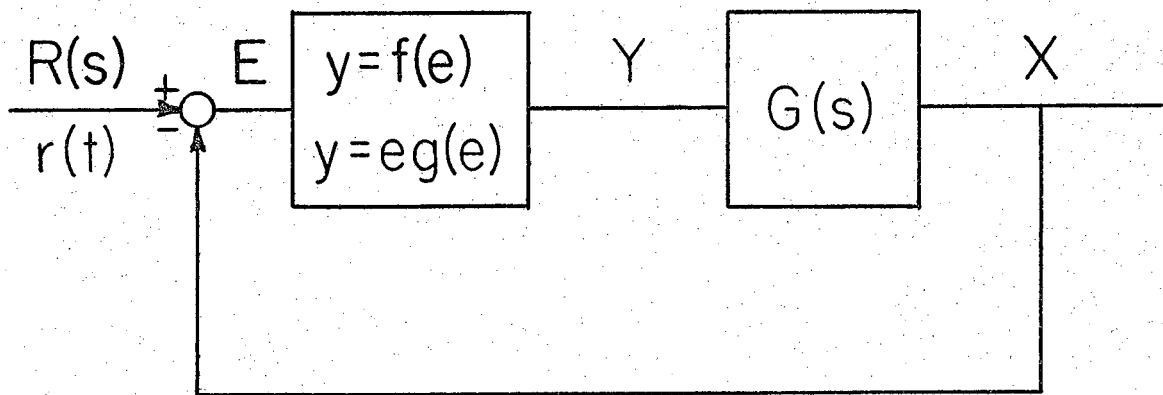 R(s)
r(t)
+
−
E
y=f(e)
y=eg(e)
Y
G(s)
X